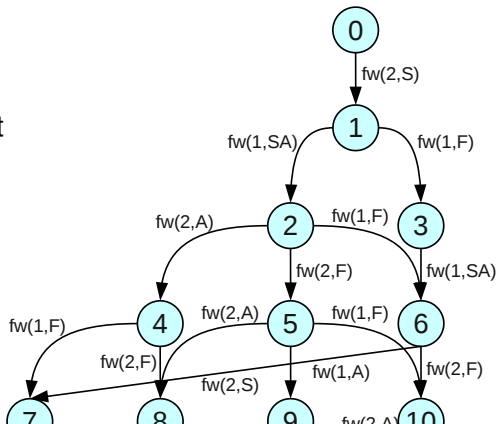 0
fw(2,S)
t
1
fw(1,SA) fw(1,F)
fw(2,A) 2 fw(1,F) 3
fw(2,F) fw(1,SA)
fw(1,F) 4 fw(2,A) 5 fw(1,F) 6
fw(2,F) fw(2,S) fw(1,A) fw(2,F)
7 8 9 fw(2,A) 10